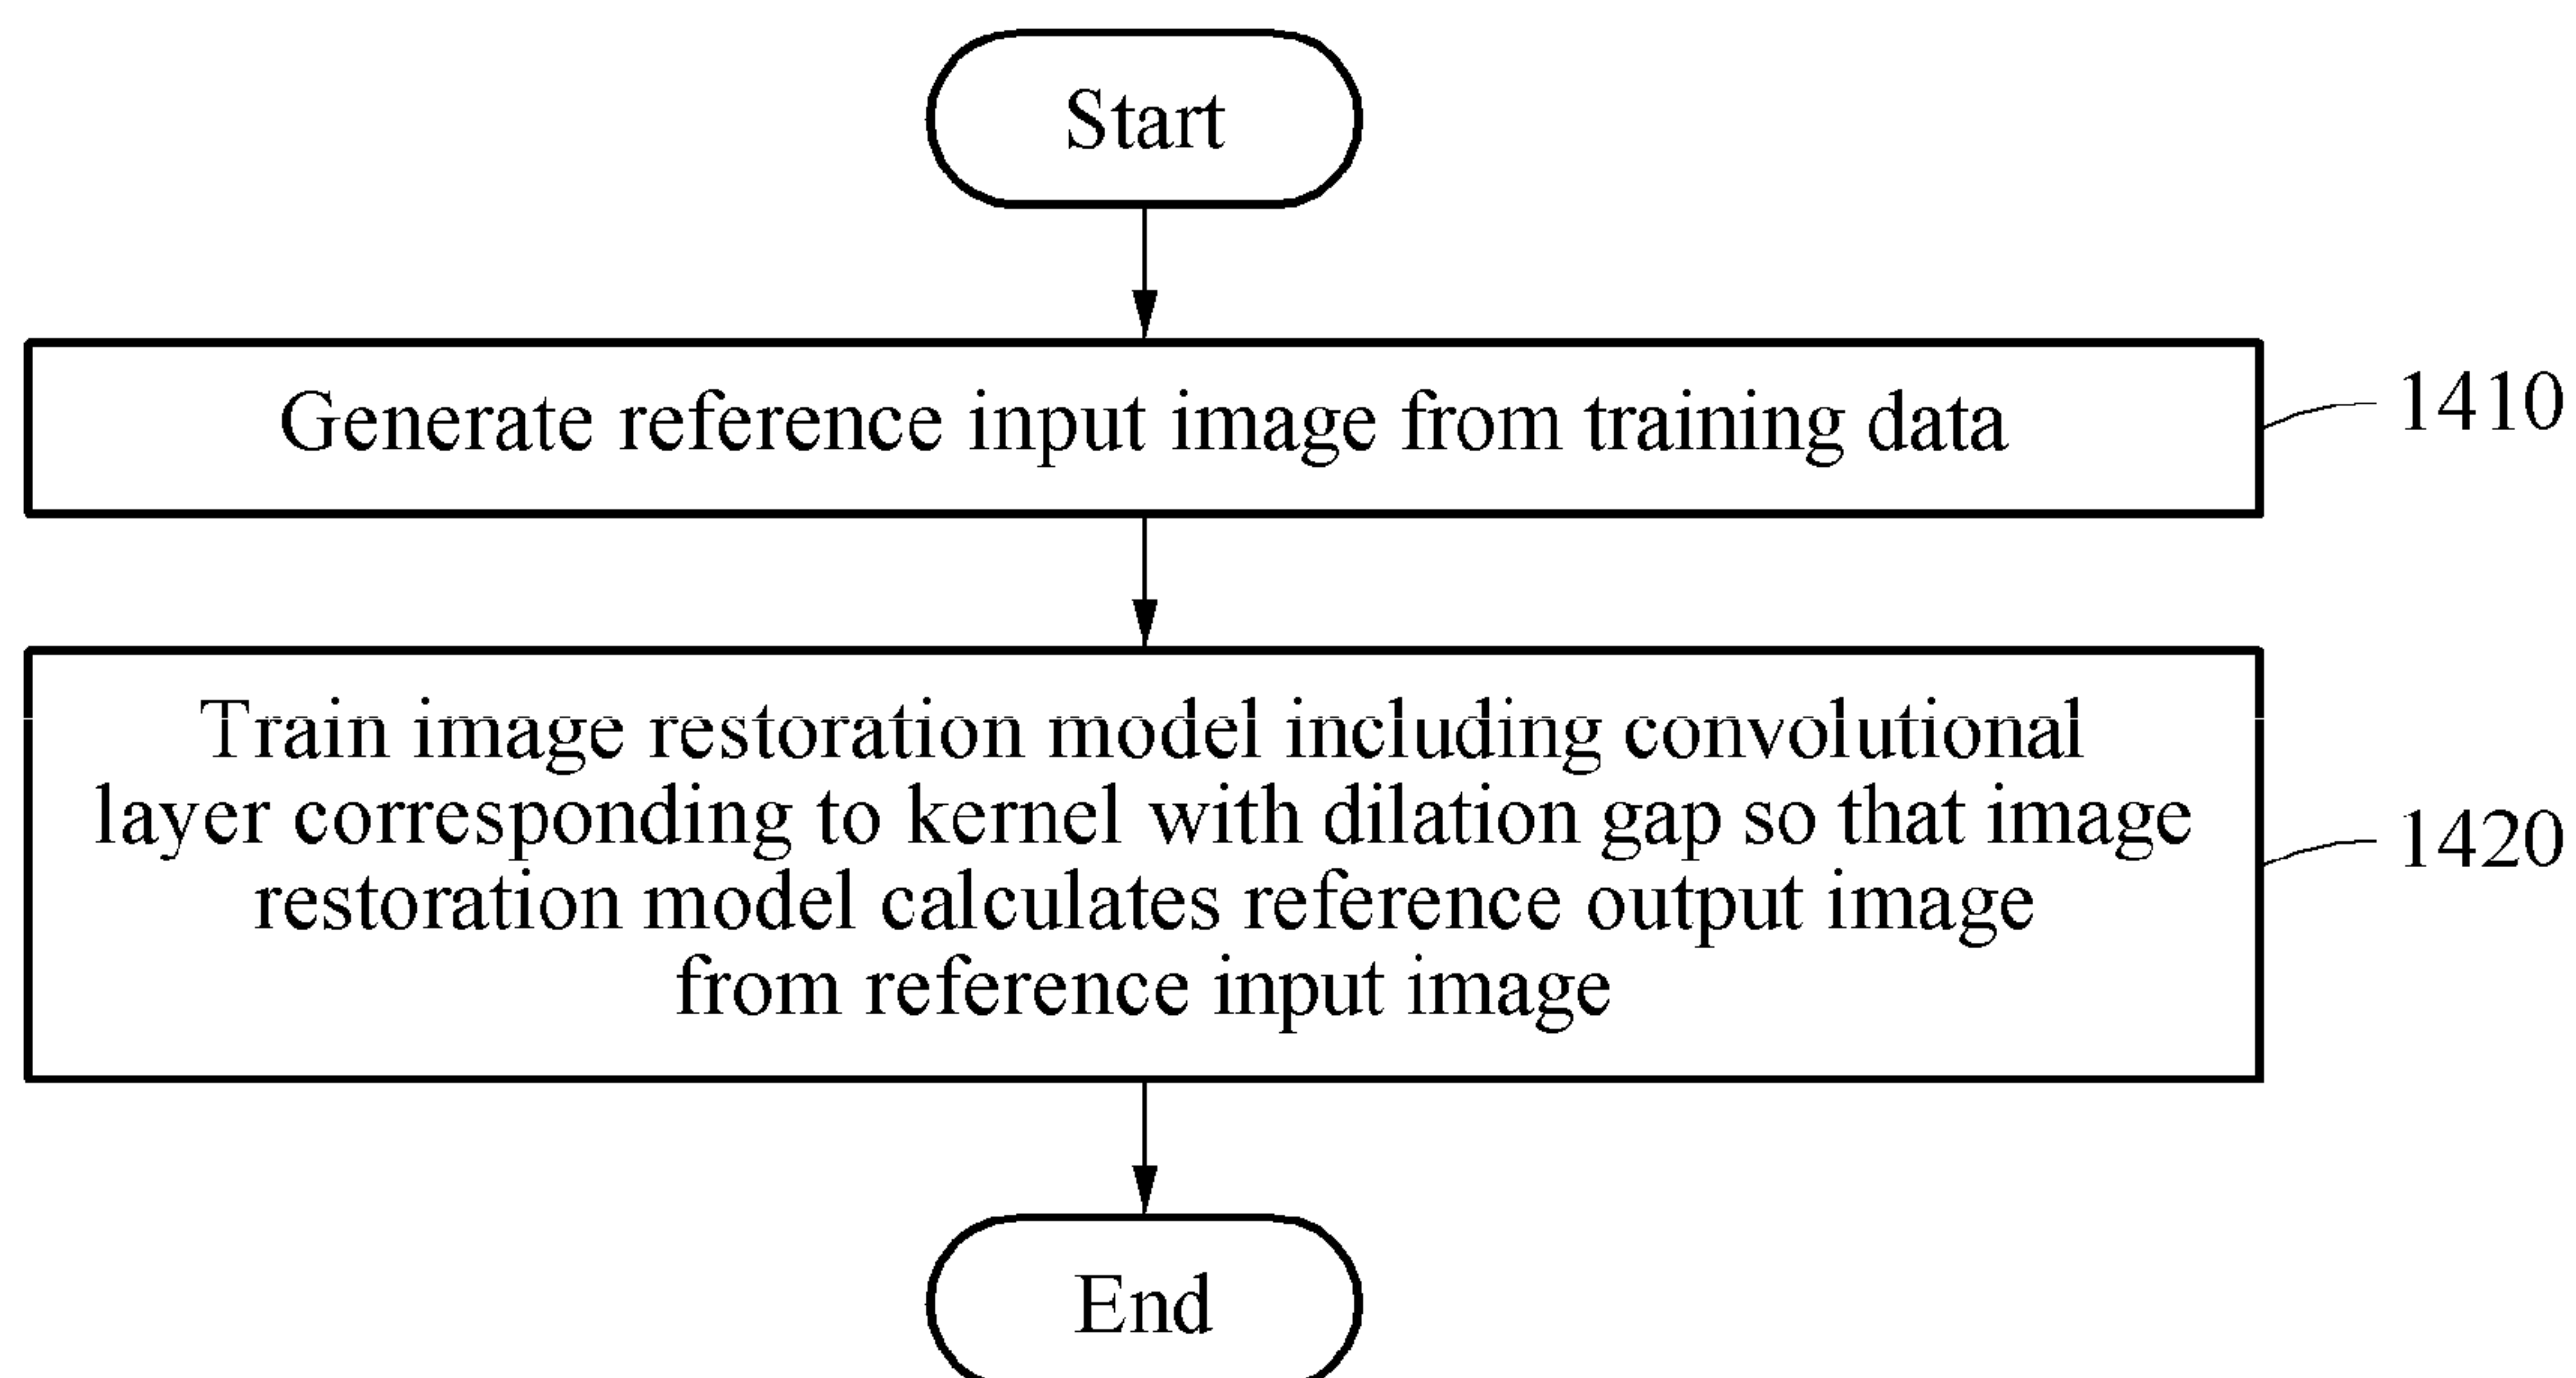 Start
Generate reference input image from training data
1410
Train image restoration model including convolutional
layer corresponding to kernel with dilation gap so that image
restoration model calculates reference output image
from reference input image
1420
End